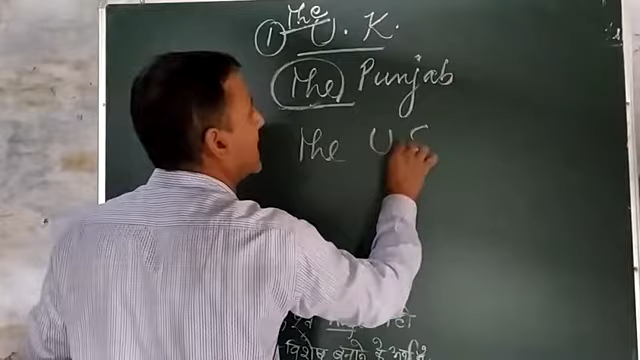 ① The U. K.
The Punjab
The U S
विशेष बनाने के